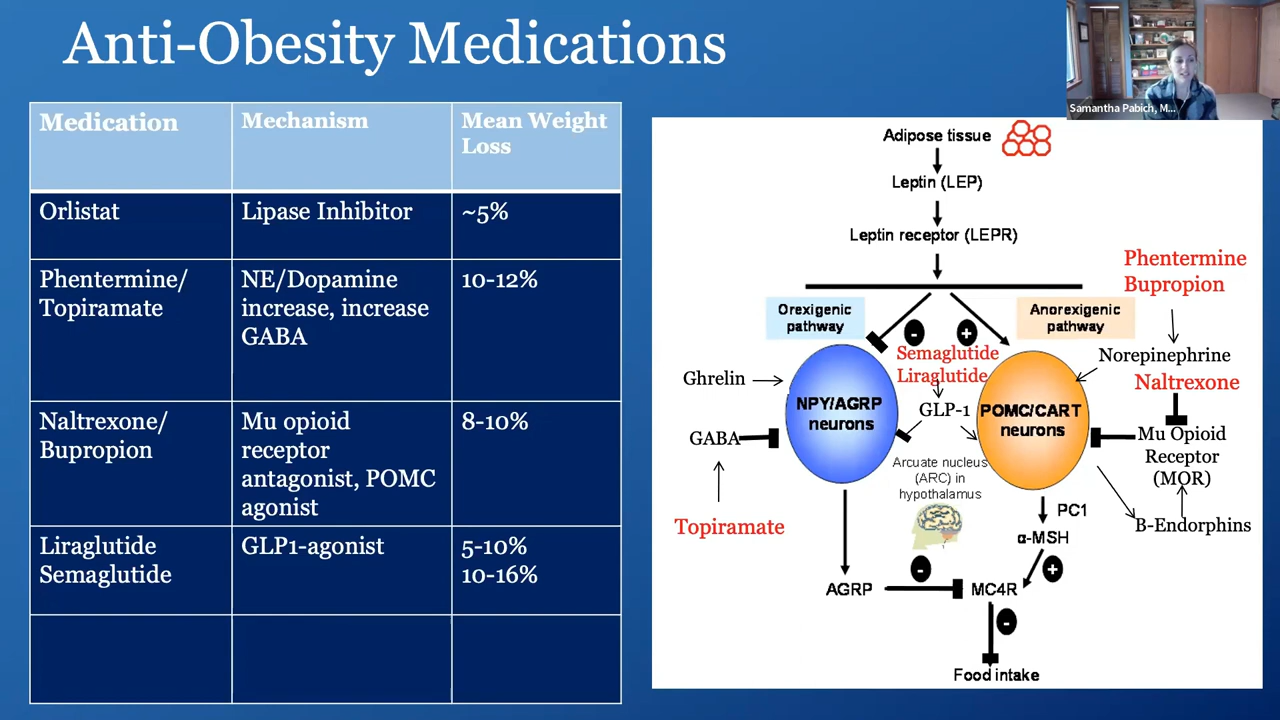 Anti-Obesity Medications
Samantha Pabich, M...
Medication
Mechanism
Mean Weight
Loss
Orlistat
Lipase Inhibitor
~5%
Phentermine/
Topiramate
NE/Dopamine
increase, increase
GABA
10-12%
Naltrexone/
Bupropion
Mu opioid
receptor
antagonist, POMC
agonist
8-10%
Liraglutide
Semaglutide
GLP1-agonist
5-10%
10-16%
Adipose tissue
Leptin (LEP)
Leptin receptor (LEPR)
Orexigenic
pathway
-
+
Anorexigenic
pathway
Phentermine
Bupropion
Semaglutide
Liraglutide
Norepinephrine
Naltrexone
Ghrelin
NPY/AGRP
neurons
GLP-1
POMC/CART
neurons
GABA
Mu Opioid
Receptor
(MOR)
Arcuate nucleus
(ARC) in
hypothalamus
Topiramate
PC1
B-Endorphins
α-MSH
-
+
AGRP
MC4R
-
Food intake